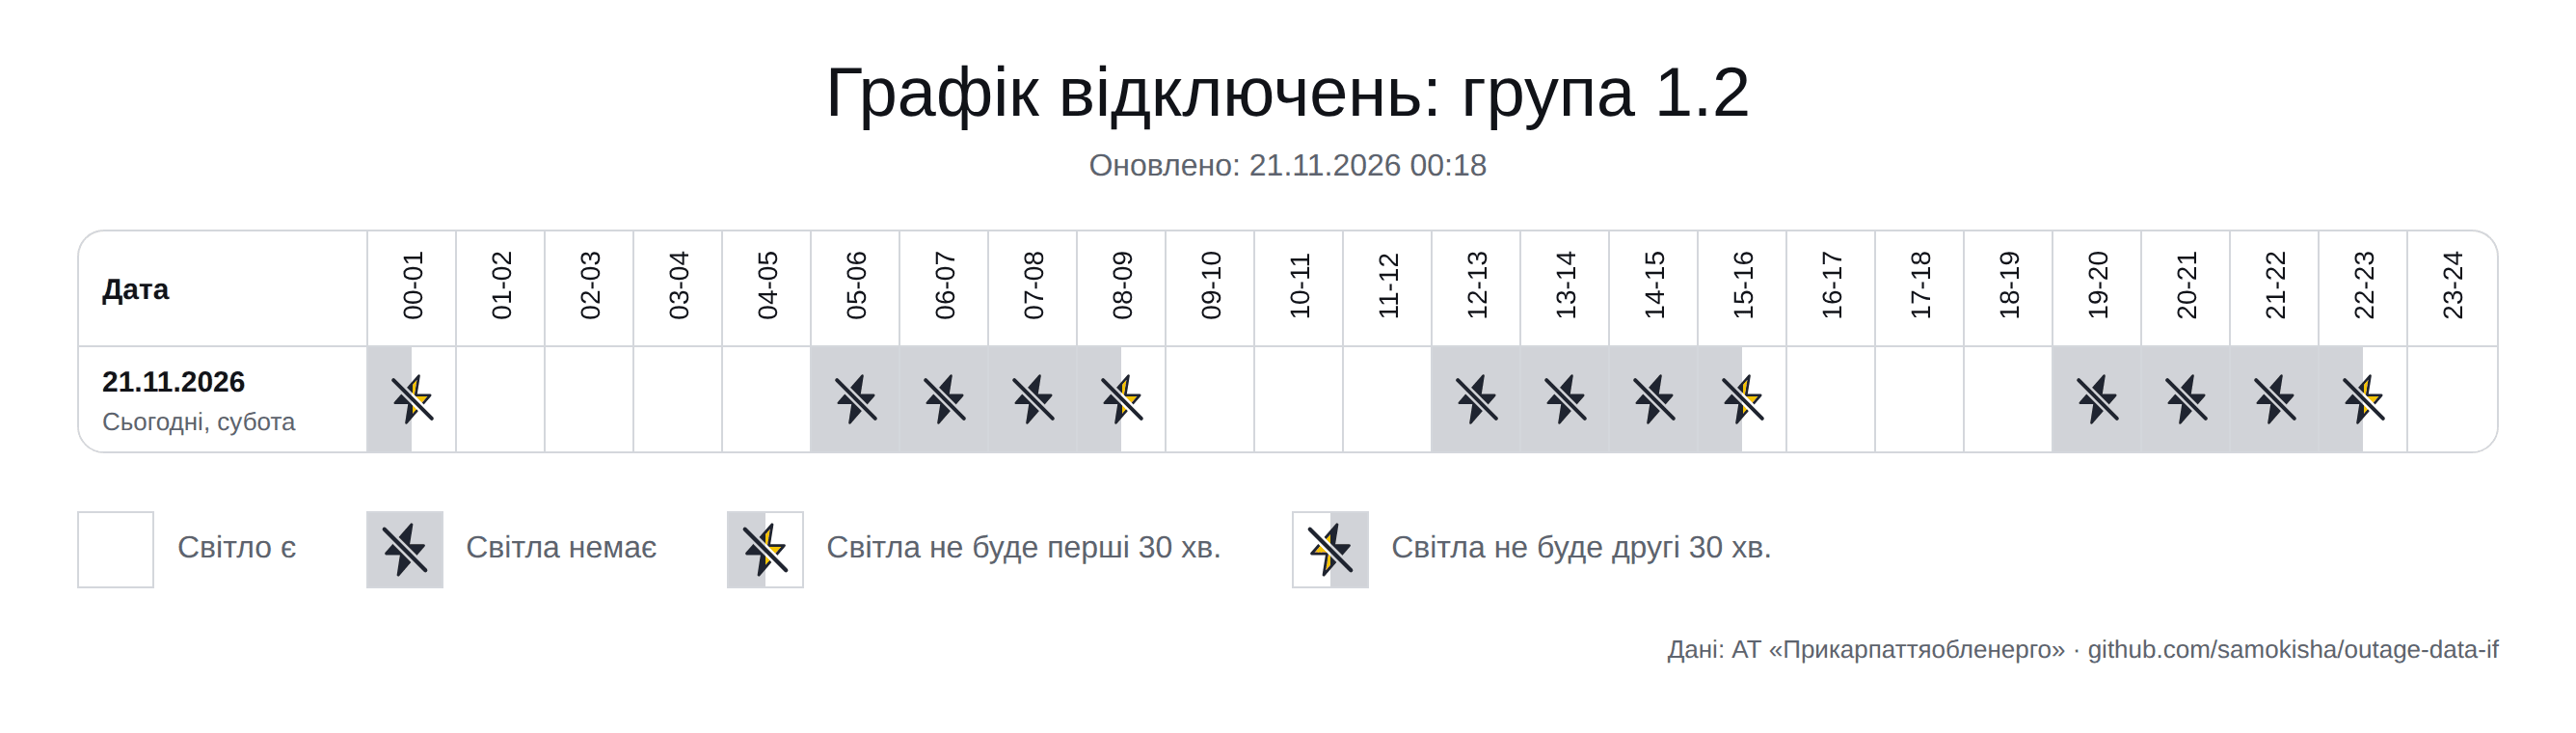 Графік відключень: група 1.2
Оновлено: 21.11.2026 00:18
Дата 00-01 01-02 02-03 03-04 04-05 05-06 06-07 07-08 08-09 09-10 10-11 11-12 12-13 13-14 14-15 15-16 16-17 17-18 18-19 19-20 20-21 21-22 22-23 23-24
21.11.2026
Сьогодні, субота
Світло є Світла немає Світла не буде перші 30 хв. Світла не буде другі 30 хв.
Дані: АТ «Прикарпаттяобленерго» · github.com/samokisha/outage-data-if